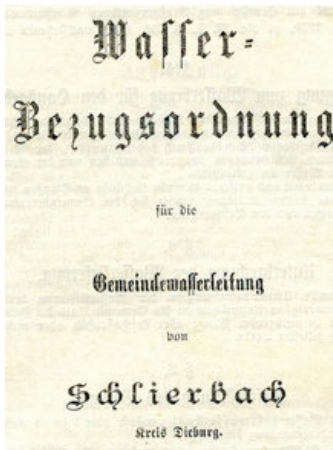 Wasser=
Bezugsordnung
für die
Gemeindewasserleitung
von
Schlierbach
Kreis Dieburg.